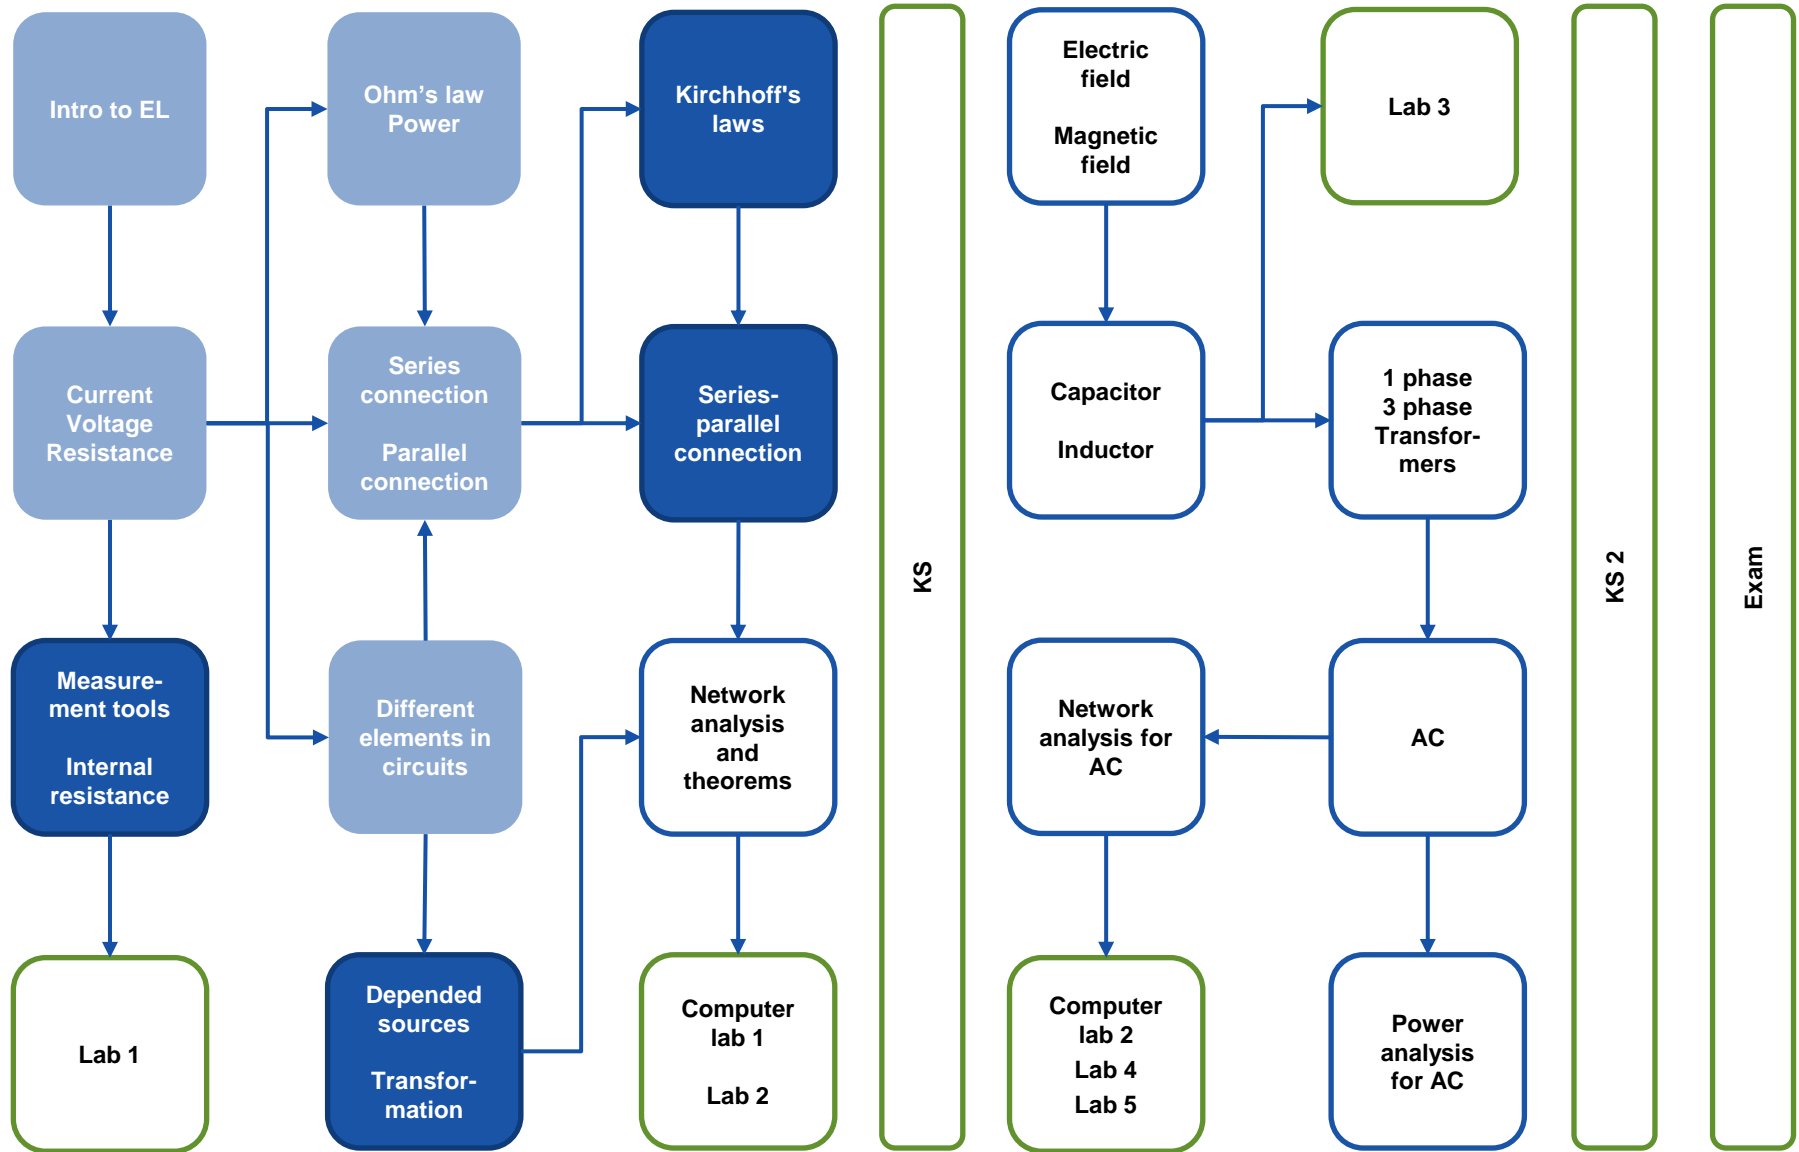 Intro to EL
Current
Voltage
Resistance
Measure-
ment tools
Internal
resistance
Lab 1
Ohm’s law
Power
Series
connection
Parallel
connection
Different
elements in
circuits
Depended
sources
Transfor-
mation
Kirchhoff's
laws
Series-
parallel
connection
Network
analysis
and
theorems
Computer
lab 1
Lab 2
KS
Electric
field
Magnetic
field
Capacitor
Inductor
Network
analysis for
AC
Computer
lab 2
Lab 4
Lab 5
Lab 3
1 phase
3 phase
Transfor-
mers
AC
Power
analysis
for AC
KS 2
Exam